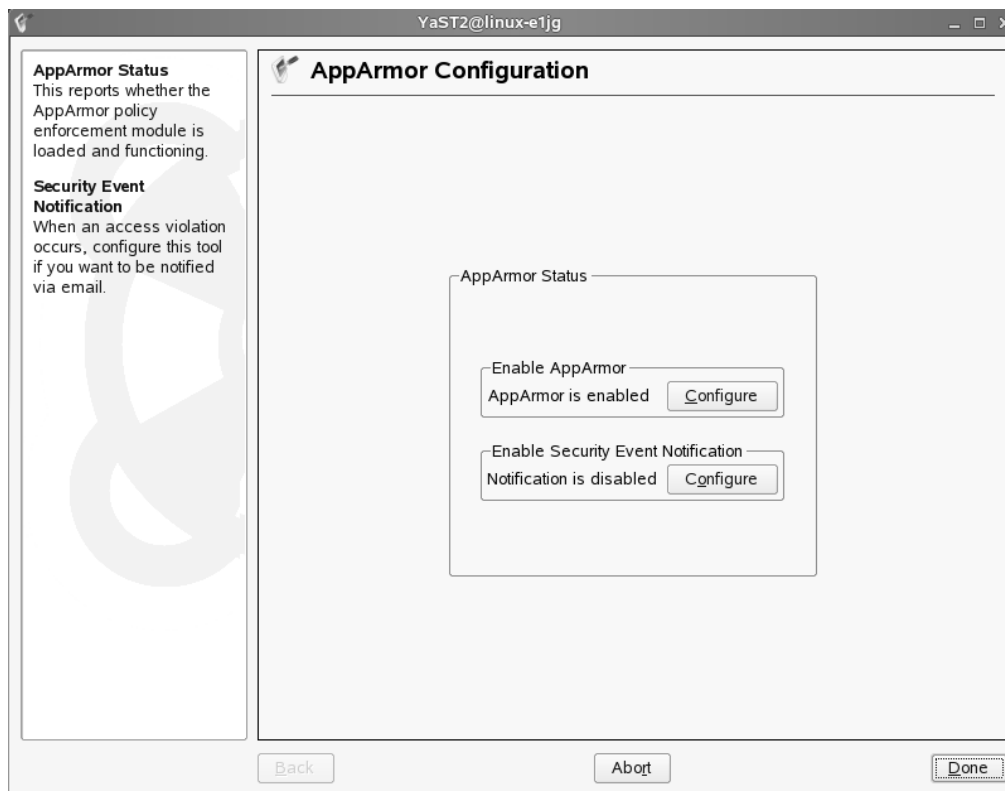 YaST2@linux-e1jg
AppArmor Status
This reports whether the
AppArmor policy
enforcement module is
loaded and functioning.
Security Event
Notification
When an access violation
occurs, configure this tool
if you want to be notified
via email.
AppArmor Configuration
AppArmor Status
Enable AppArmor
AppArmor is enabled Configure
Enable Security Event Notification
Notification is disabled Configure
Back Abort Done